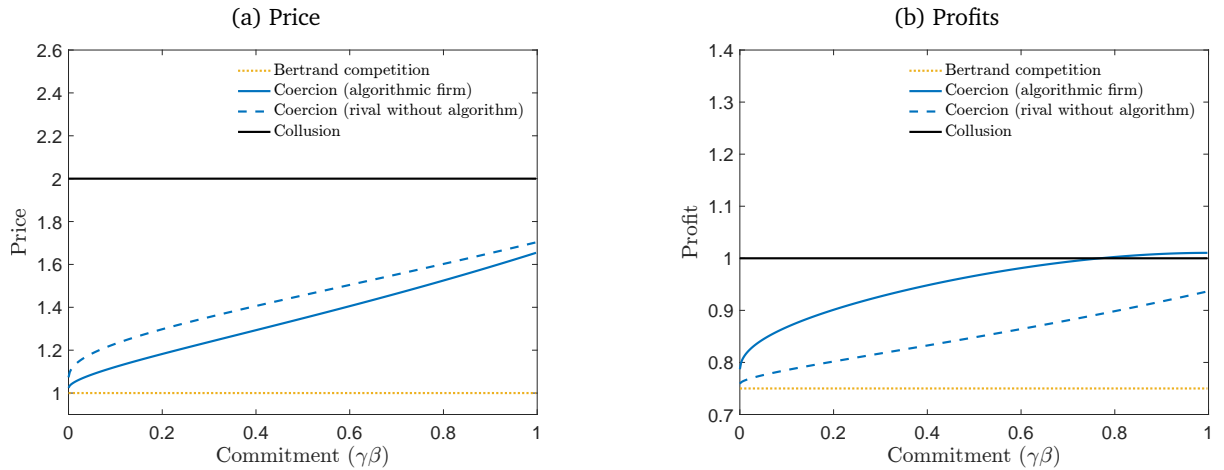 (a) Price
2.6
2.4
2.2
2
1.8
1.6
1.4
1.2
1
Price
Bertrand competition
Coercion (algorithmic firm)
Coercion (rival without algorithm)
Collusion
0 0.2 0.4 0.6 0.8 1
Commitment (γβ)
(b) Profits
1.4
1.3
1.2
1.1
1
0.9
0.8
0.7
Profit
Bertrand competition
Coercion (algorithmic firm)
Coercion (rival without algorithm)
Collusion
0 0.2 0.4 0.6 0.8 1
Commitment (γβ)